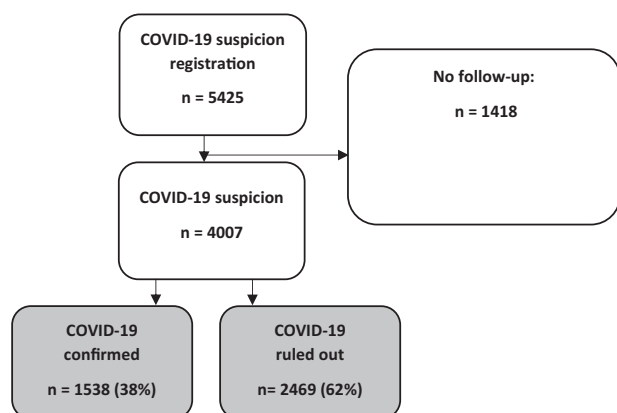 COVID-19 suspicion
registration
n = 5425
No follow-up:
n = 1418
COVID-19 suspicion
n = 4007
COVID-19
confirmed
n = 1538 (38%)
COVID-19
ruled out
n= 2469 (62%)